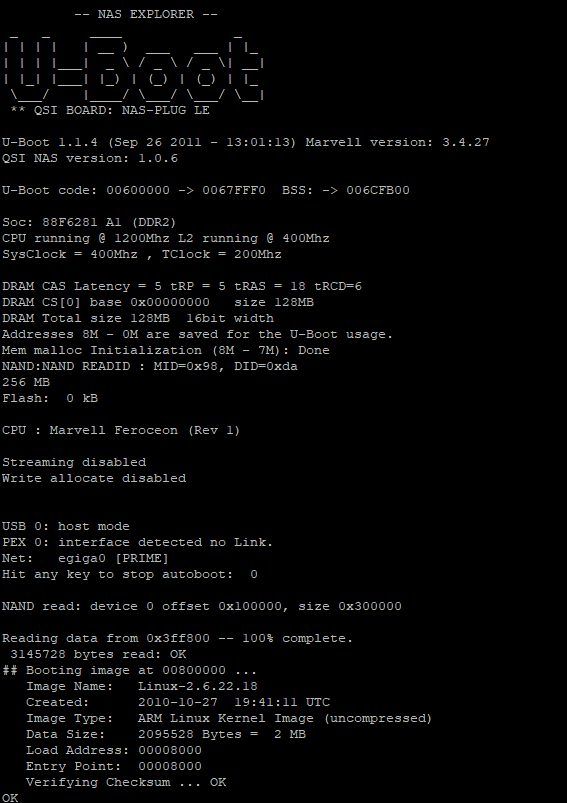 -- NAS EXPLORER --
U-Boot
** QSI BOARD: NAS-PLUG LE
U-Boot 1.1.4 (Sep 26 2011 - 13:01:13) Marvell version: 3.4.27
QSI NAS version: 1.0.6
U-Boot code: 00600000 -> 0067FFF0  BSS: -> 006CFB00
Soc: 88F6281 A1 (DDR2)
CPU running @ 1200Mhz L2 running @ 400Mhz
SysClock = 400Mhz , TClock = 200Mhz
DRAM CAS Latency = 5 tRP = 5 tRAS = 18 tRCD=6
DRAM CS[0] base 0x00000000   size 128MB
DRAM Total size 128MB  16bit width
Addresses 8M - 0M are saved for the U-Boot usage.
Mem malloc Initialization (8M - 7M): Done
NAND:NAND READID : MID=0x98, DID=0xda
256 MB
Flash:  0 kB
CPU : Marvell Feroceon (Rev 1)
Streaming disabled
Write allocate disabled
USB 0: host mode
PEX 0: interface detected no Link.
Net:   egiga0 [PRIME]
Hit any key to stop autoboot:  0
NAND read: device 0 offset 0x100000, size 0x300000
Reading data from 0x3ff800 -- 100% complete.
3145728 bytes read: OK
## Booting image at 00800000 ...
Image Name:   Linux-2.6.22.18
Created:      2010-10-27  19:41:11 UTC
Image Type:   ARM Linux Kernel Image (uncompressed)
Data Size:    2095528 Bytes =  2 MB
Load Address: 00008000
Entry Point:  00008000
Verifying Checksum ... OK
OK